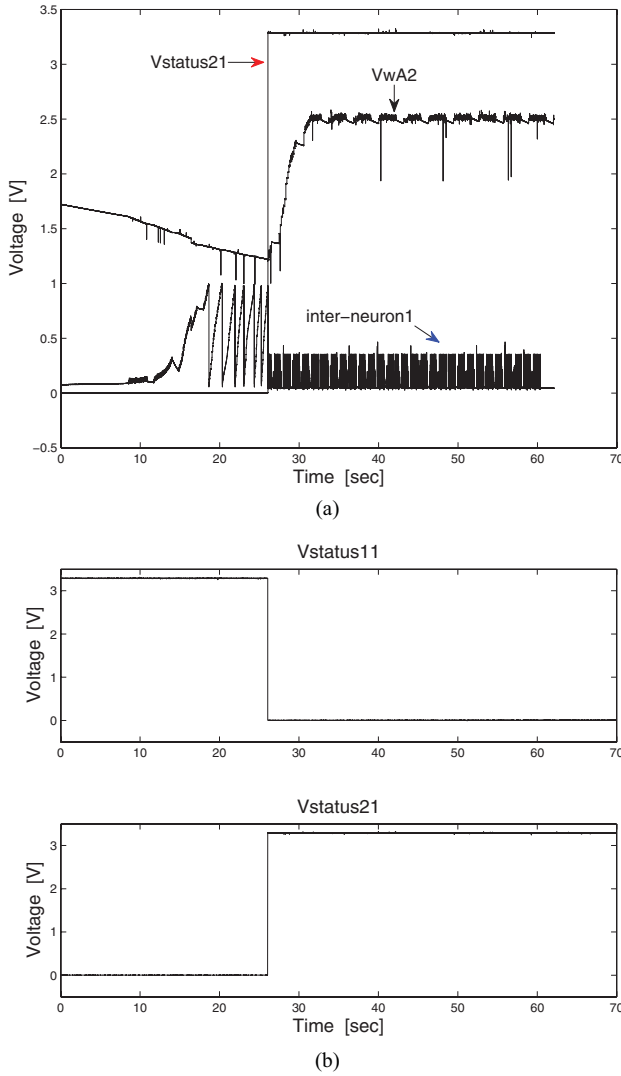 3.5
3
2.5
2
1.5
1
0.5
0
−0.5
Voltage [V]
Vstatus21
VwA2
inter−neuron1
0 10 20 30 40 50 60 70
Time [sec]
(a)
Vstatus11
3
2
1
0
Voltage [V]
0 10 20 30 40 50 60 70
Vstatus21
3
2
1
0
Voltage [V]
0 10 20 30 40 50 60 70
Time [sec]
(b)